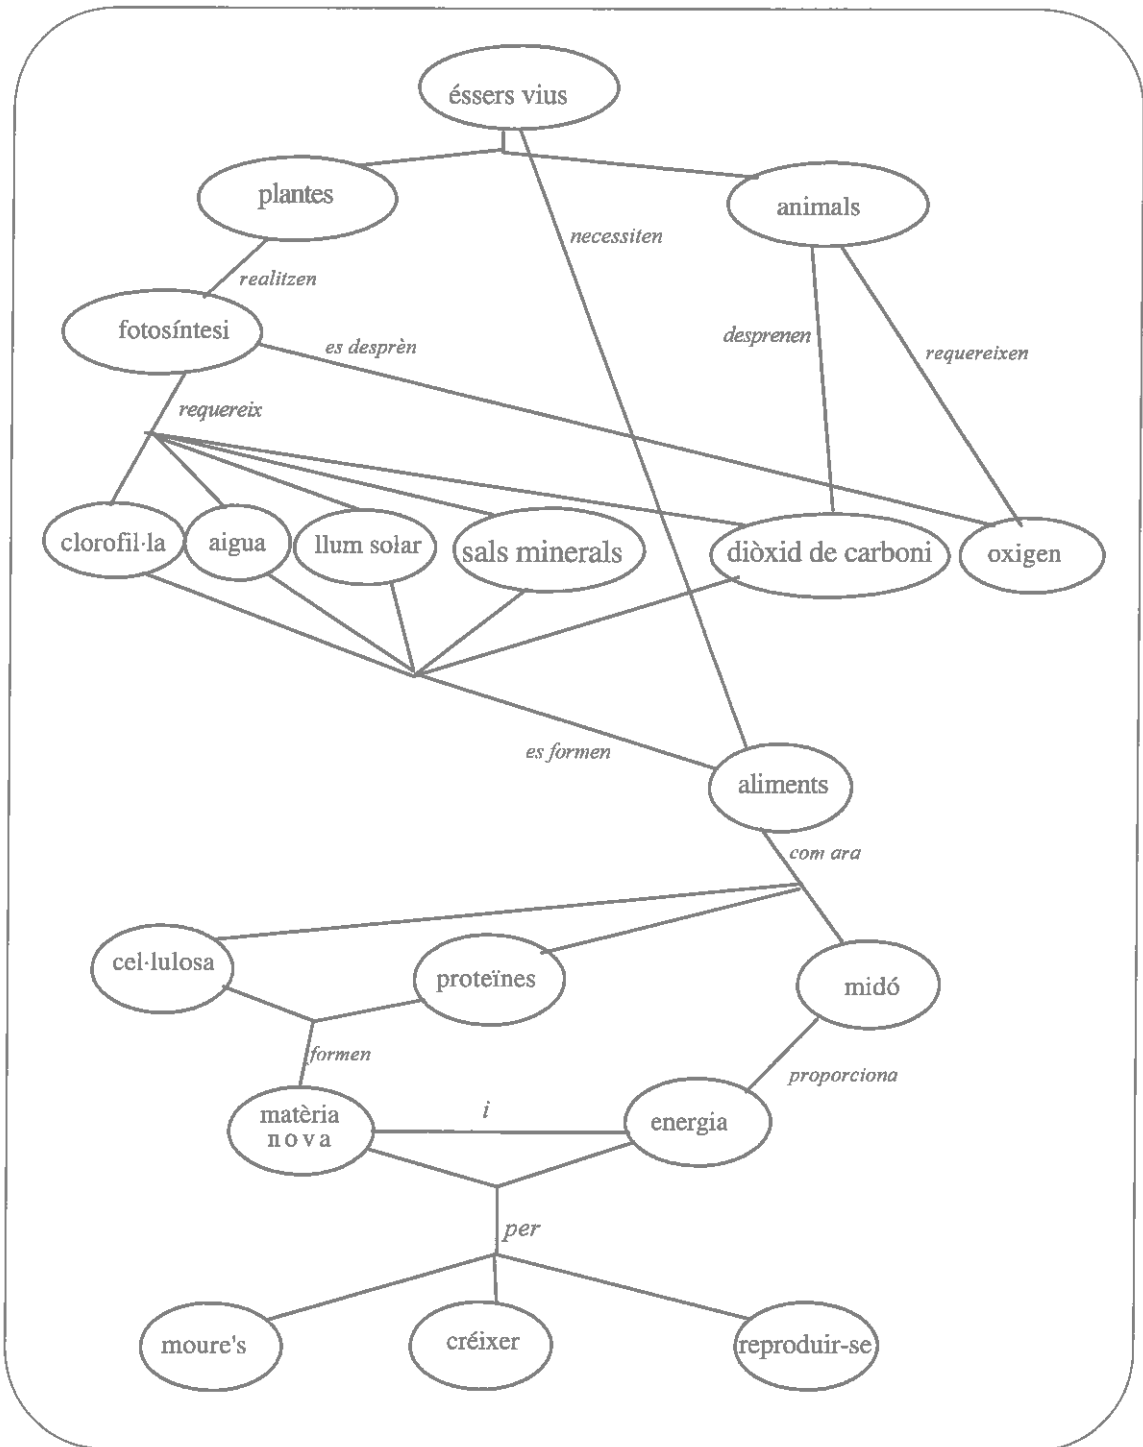 éssers vius
plantes
animals
necessiten
realitzen
fotosíntesi
es desprèn
desprenen
requereixen
requereix
clorofil·la
aigua
llum solar
sals minerals
diòxid de carboni
oxigen
es formen
aliments
com ara
cel·lulosa
proteïnes
midó
formen
proporciona
matèria
nova
i
energia
per
moure's
créixer
reproduir-se